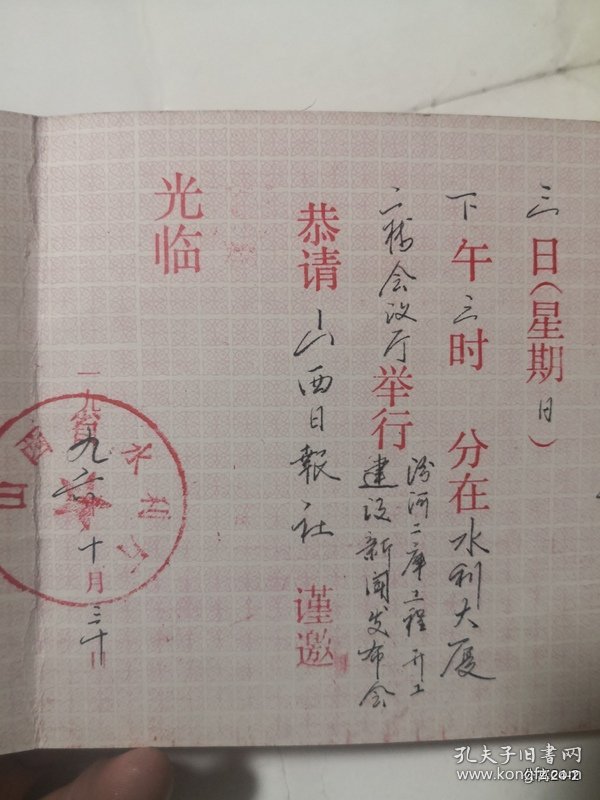 三日（星期日）
下午三时 分在水利大厦
二楼会议厅举行汾河二库工程开工
建设新闻发布会
恭请山西日報社 谨邀
光临
一九九六 十月三十日
水利
孔夫子旧书网
www.kongfz.com